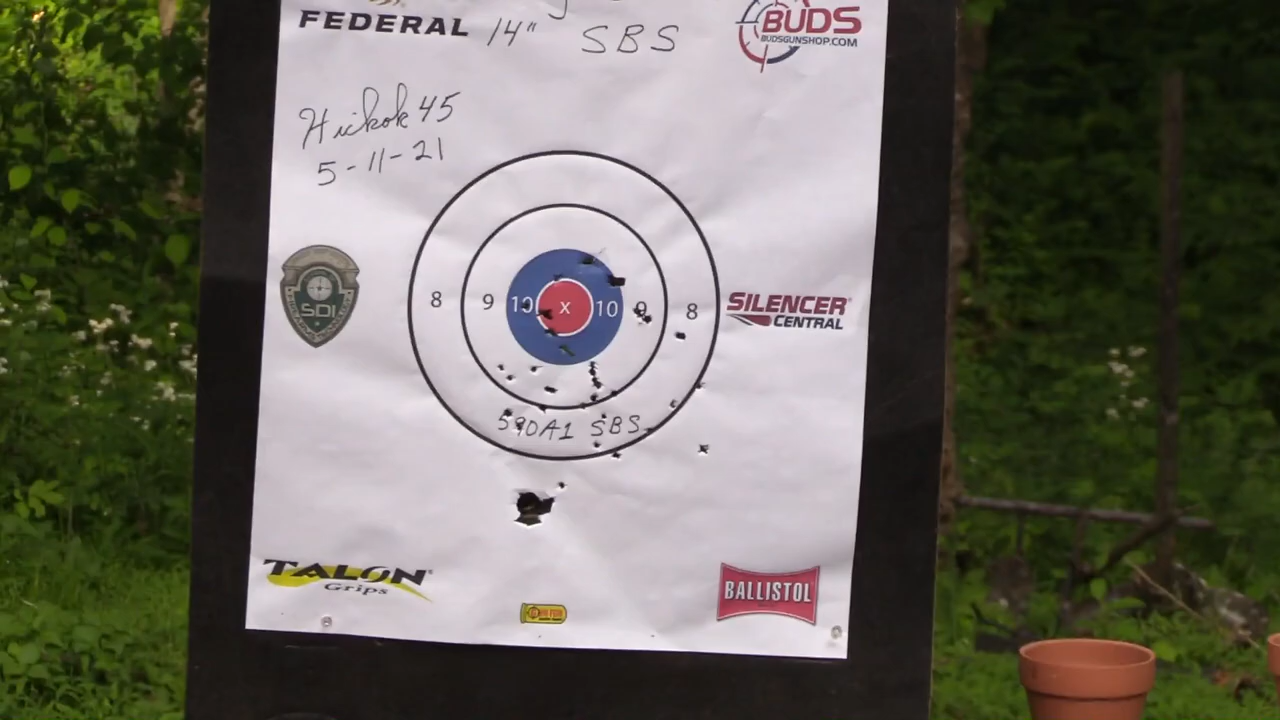 FEDERAL 14" SBS BUDS
BUDSGUNSHOP.COM
Hickok45
5-11-21
SDI
8 9 10 X 10 9 8
SILENCER
CENTRAL
590A1 SBS
TALON
Grips
BALLISTOL